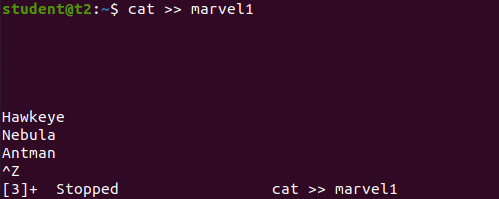 student@t2:~$ cat >> marvel1
Hawkeye
Nebula
Antman
^Z
[3]+  Stopped                 cat >> marvel1